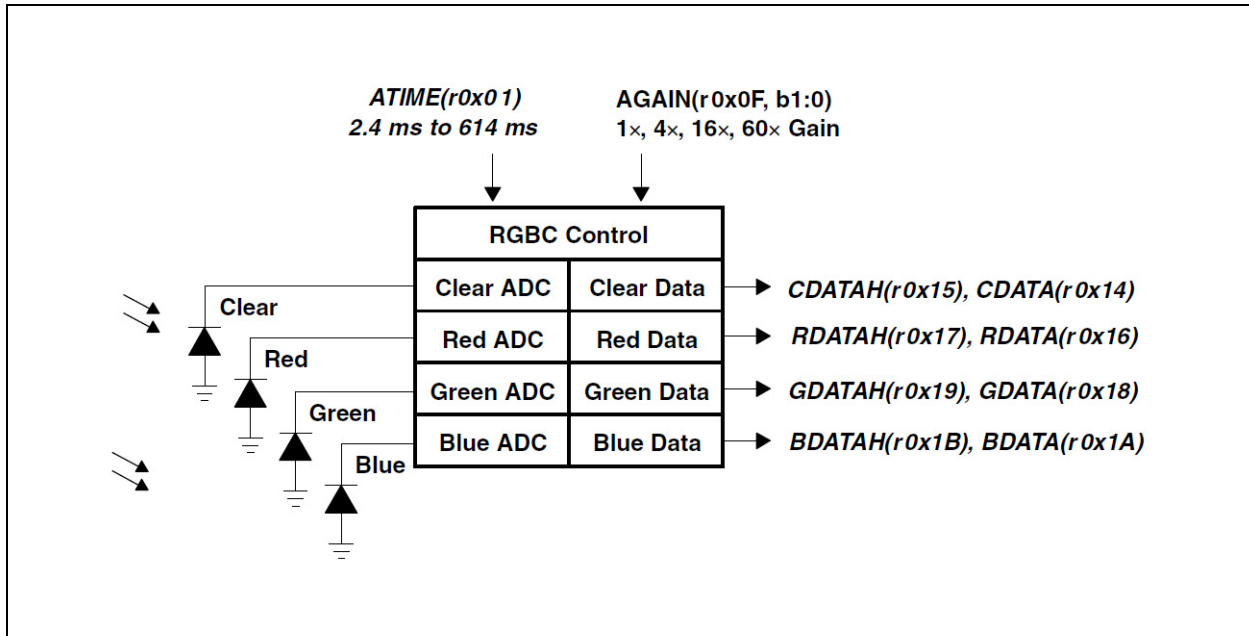 ATIME(r0x01)
2.4 ms to 614 ms
AGAIN(r0x0F, b1:0)
1×, 4×, 16×, 60× Gain
RGBC Control
Clear
Clear ADC
Clear Data
CDATAH(r0x15), CDATA(r0x14)
Red
Red ADC
Red Data
RDATAH(r0x17), RDATA(r0x16)
Green
Green ADC
Green Data
GDATAH(r0x19), GDATA(r0x18)
Blue
Blue ADC
Blue Data
BDATAH(r0x1B), BDATA(r0x1A)